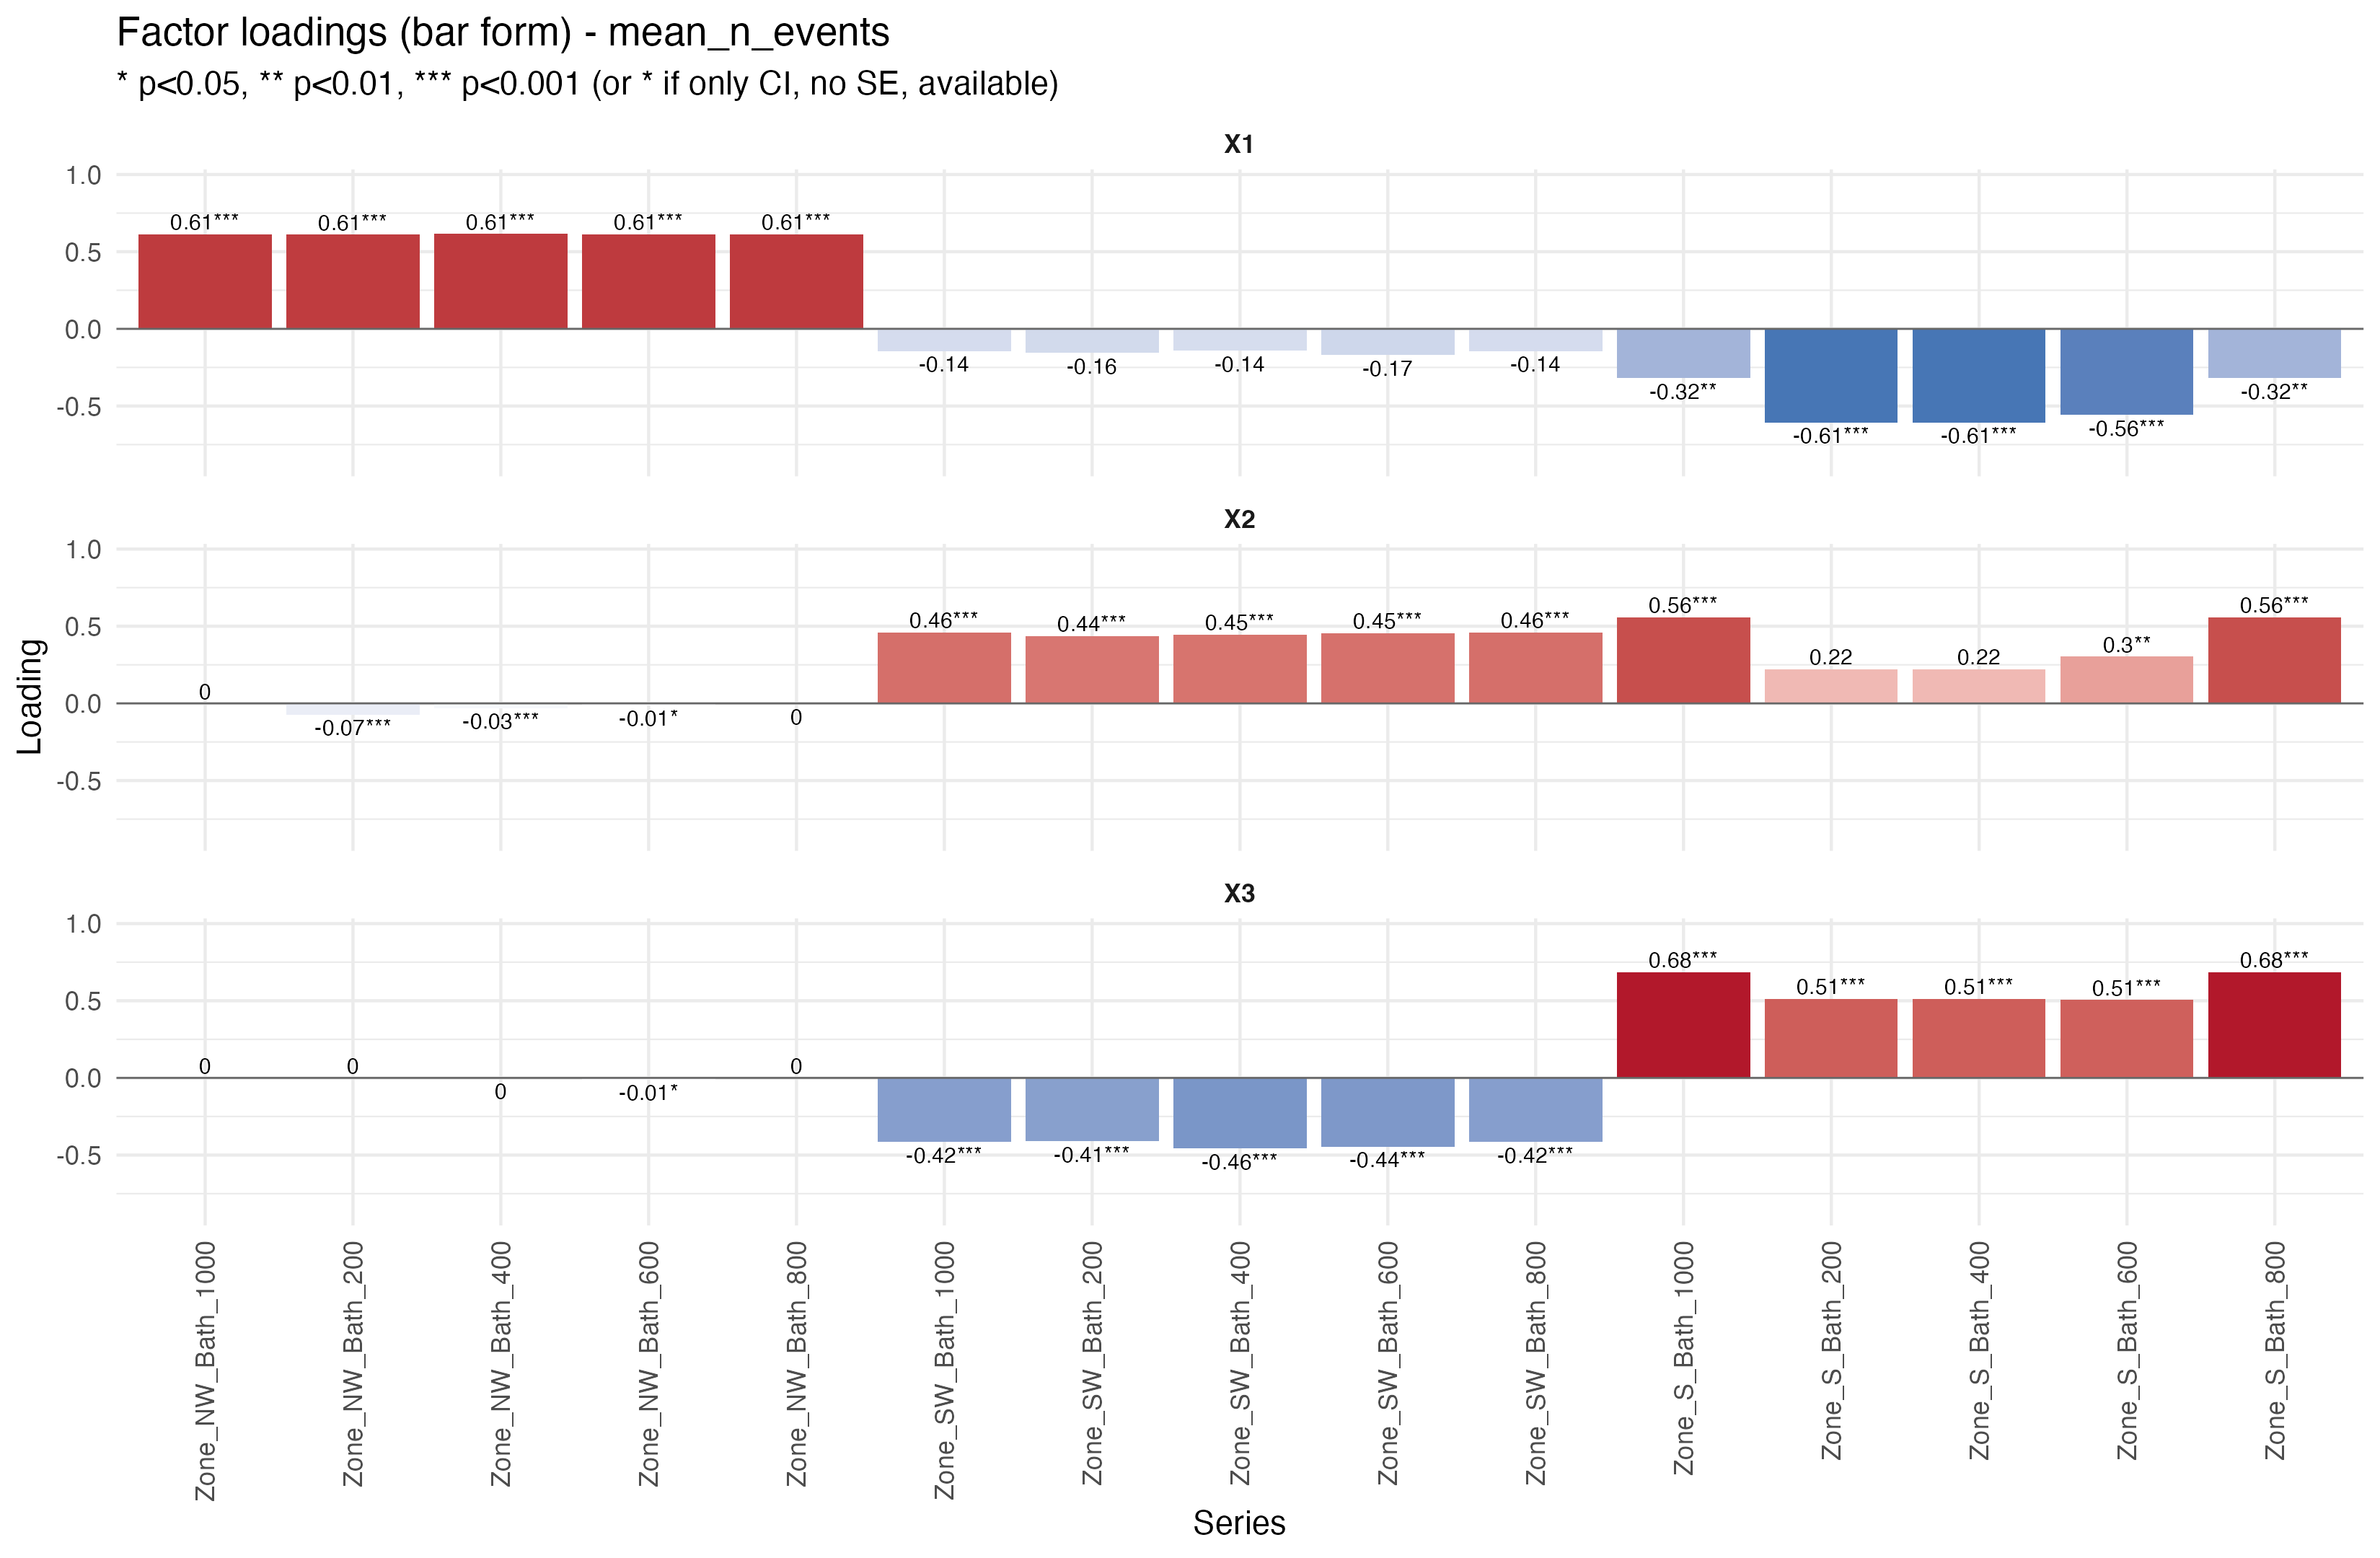 Factor loadings (bar form) - mean_n_events
* p<0.05, ** p<0.01, *** p<0.001 (or * if only CI, no SE, available)
X1
1.0
0.5
0.0
-0.5
0.61***
0.61***
0.61***
0.61***
0.61***
-0.14
-0.16
-0.14
-0.17
-0.14
-0.32**
-0.61***
-0.61***
-0.56***
-0.32**
X2
1.0
0.5
0.0
-0.5
0
-0.07***
-0.03***
-0.01*
0
0.46***
0.44***
0.45***
0.45***
0.46***
0.56***
0.22
0.22
0.3**
0.56***
Loading
X3
1.0
0.5
0.0
-0.5
0
0
0
-0.01*
0
-0.42***
-0.41***
-0.46***
-0.44***
-0.42***
0.68***
0.51***
0.51***
0.51***
0.68***
Zone_NW_Bath_1000
Zone_NW_Bath_200
Zone_NW_Bath_400
Zone_NW_Bath_600
Zone_NW_Bath_800
Zone_SW_Bath_1000
Zone_SW_Bath_200
Zone_SW_Bath_400
Zone_SW_Bath_600
Zone_SW_Bath_800
Zone_S_Bath_1000
Zone_S_Bath_200
Zone_S_Bath_400
Zone_S_Bath_600
Zone_S_Bath_800
Series